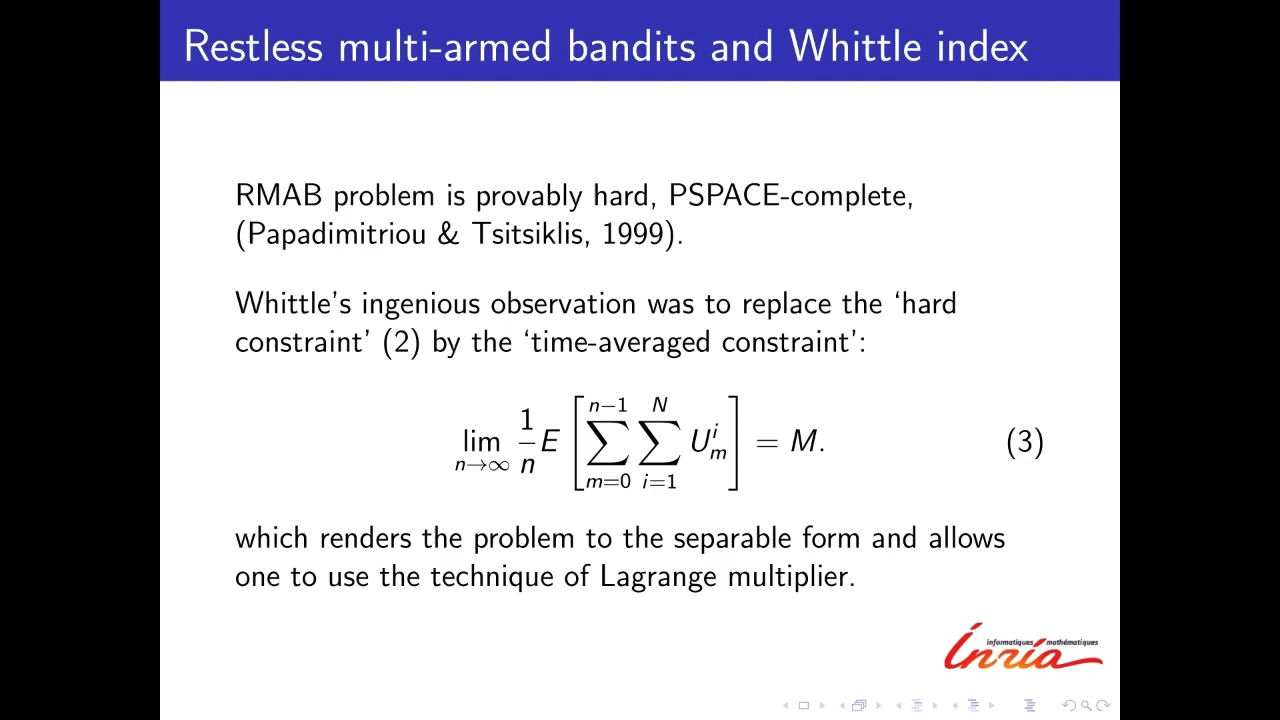 Restless multi-armed bandits and Whittle index
RMAB problem is provably hard, PSPACE-complete,
(Papadimitriou & Tsitsiklis, 1999).
Whittle's ingenious observation was to replace the ‘hard
constraint’ (2) by the ‘time-averaged constraint’:
lim_{n→∞} \frac{1}{n} E [ ∑_{m=0}^{n−1} ∑_{i=1}^{N} U_m^i ] = M. (3)
which renders the problem to the separable form and allows
one to use the technique of Lagrange multiplier.
informatiques mathématiques
Inria